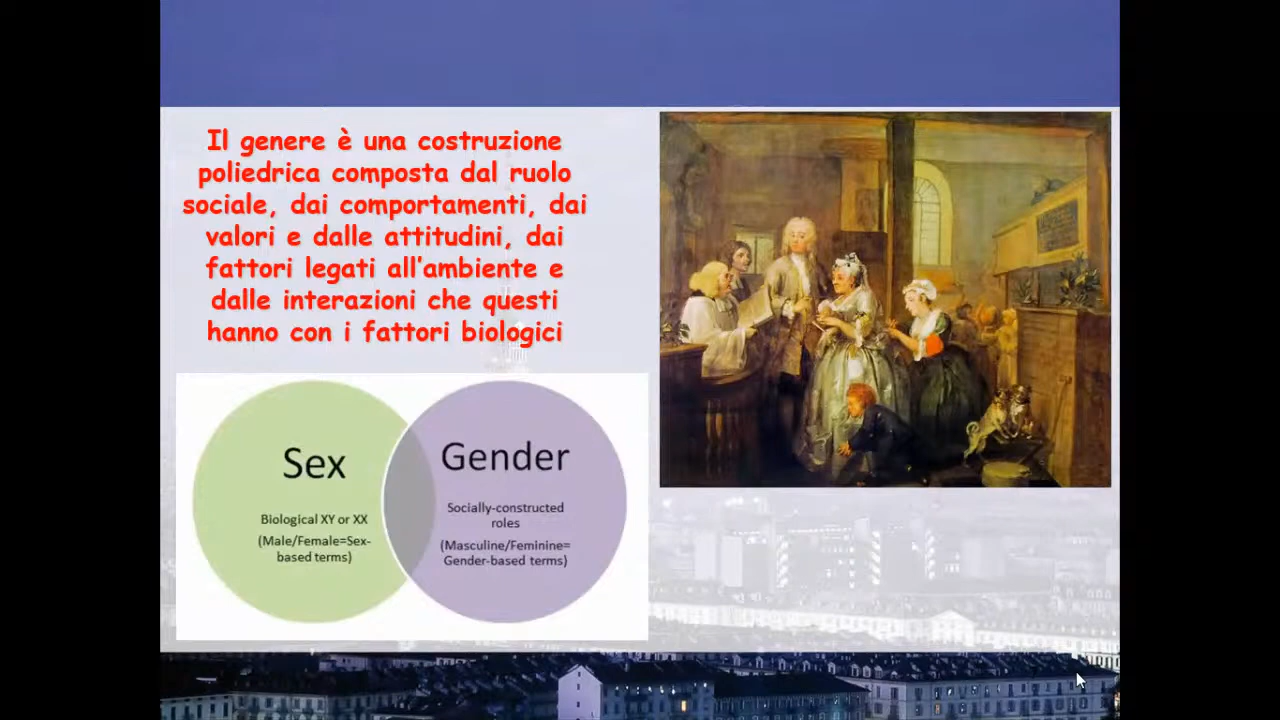 Il genere è una costruzione
poliedrica composta dal ruolo
sociale, dai comportamenti, dai
valori e dalle attitudini, dai
fattori legati all'ambiente e
dalle interazioni che questi
hanno con i fattori biologici
Sex
Biological XY or XX
(Male/Female=Sex-
based terms)
Gender
Socially-constructed
roles
(Masculine/Feminine=
Gender-based terms)